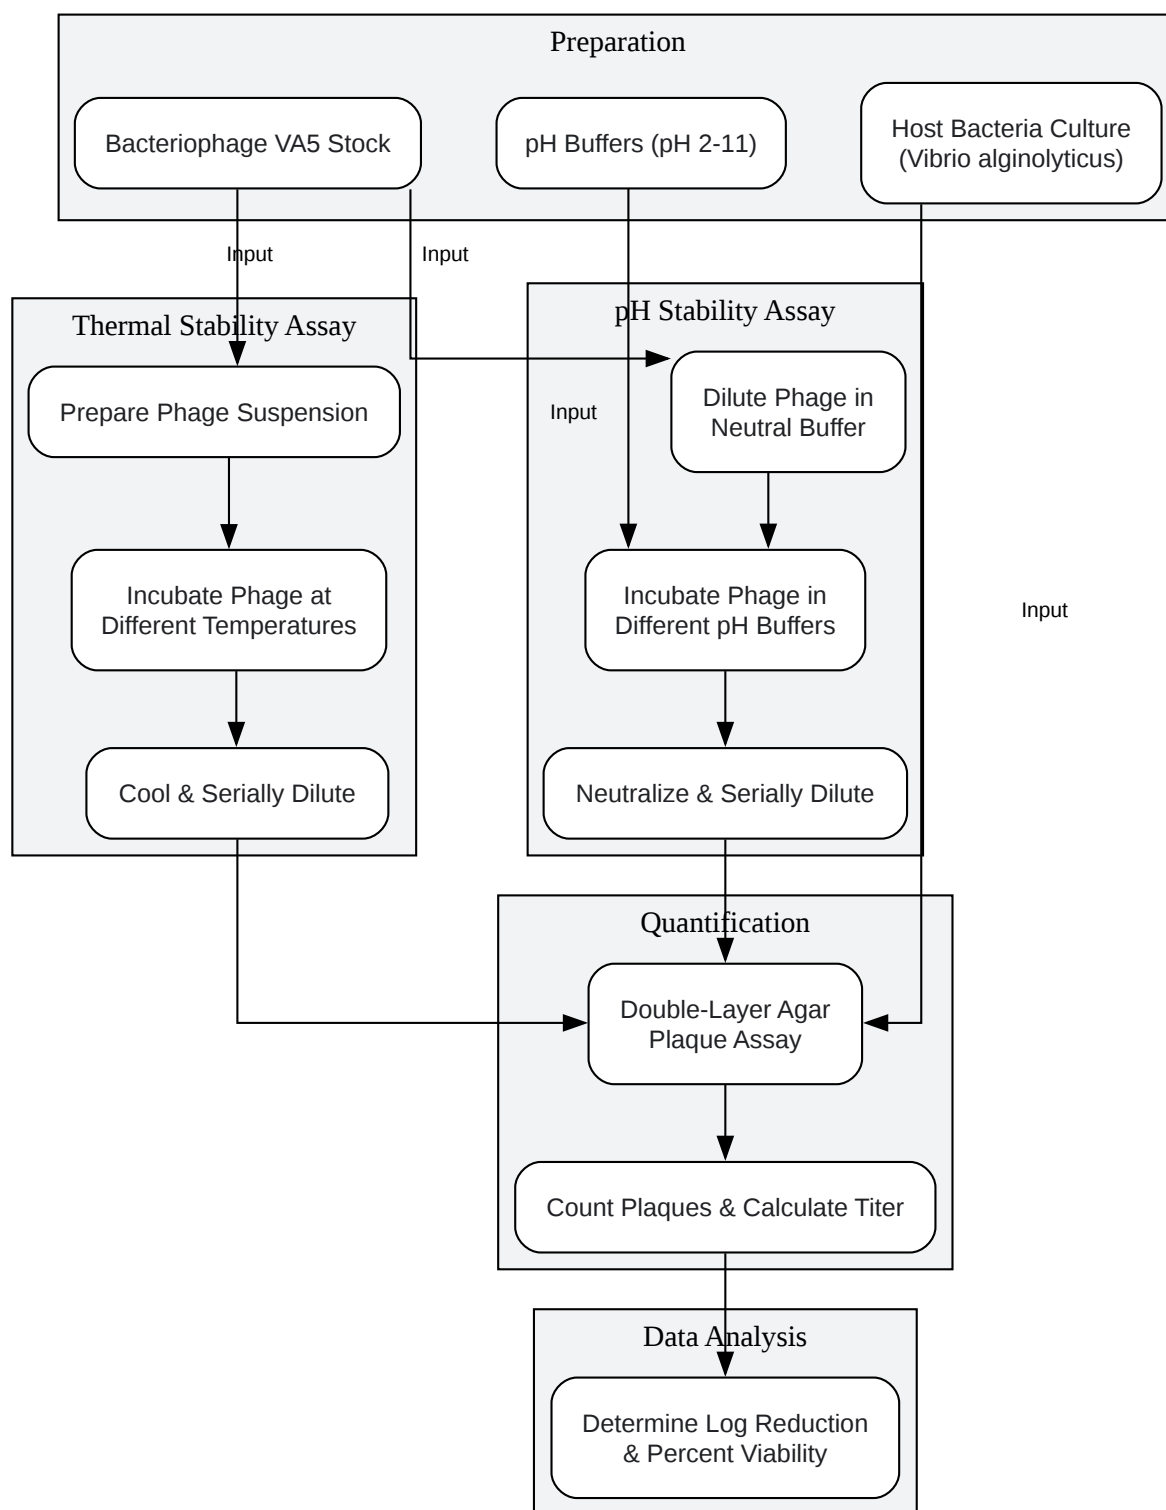 Preparation
Bacteriophage VA5 Stock
pH Buffers (pH 2-11)
Host Bacteria Culture
(Vibrio alginolyticus)
Input
Input
Thermal Stability Assay
pH Stability Assay
Prepare Phage Suspension
Dilute Phage in
Neutral Buffer
Input
Incubate Phage at
Different Temperatures
Incubate Phage in
Different pH Buffers
Input
Cool & Serially Dilute
Neutralize & Serially Dilute
Quantification
Double-Layer Agar
Plaque Assay
Count Plaques & Calculate Titer
Data Analysis
Determine Log Reduction
& Percent Viability